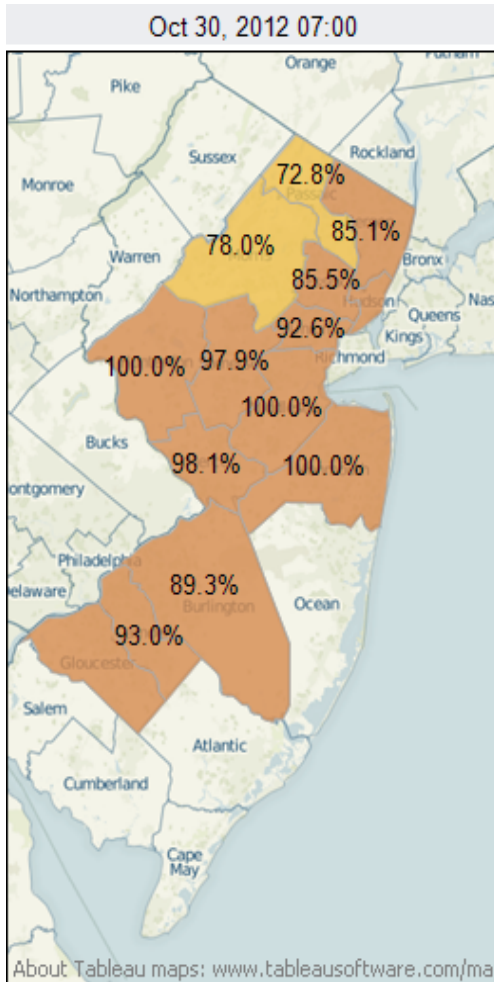 Oct 30, 2012 07:00
Orange
Putnam
Pike
Sussex
Rockland
Monroe
72.8%
Passaic
85.1%
78.0%
Morris
Warren
Bronx
85.5%
Northampton
Hudson
Queens
Nas
92.6%
Kings
Richmond
100.0%
97.9%
100.0%
Bucks
98.1%
100.0%
ontgomery
Philadelphia
elaware
89.3%
Burlington
Ocean
93.0%
Gloucester
Salem
Atlantic
Cumberland
Cape
May
About Tableau maps: www.tableausoftware.com/ma